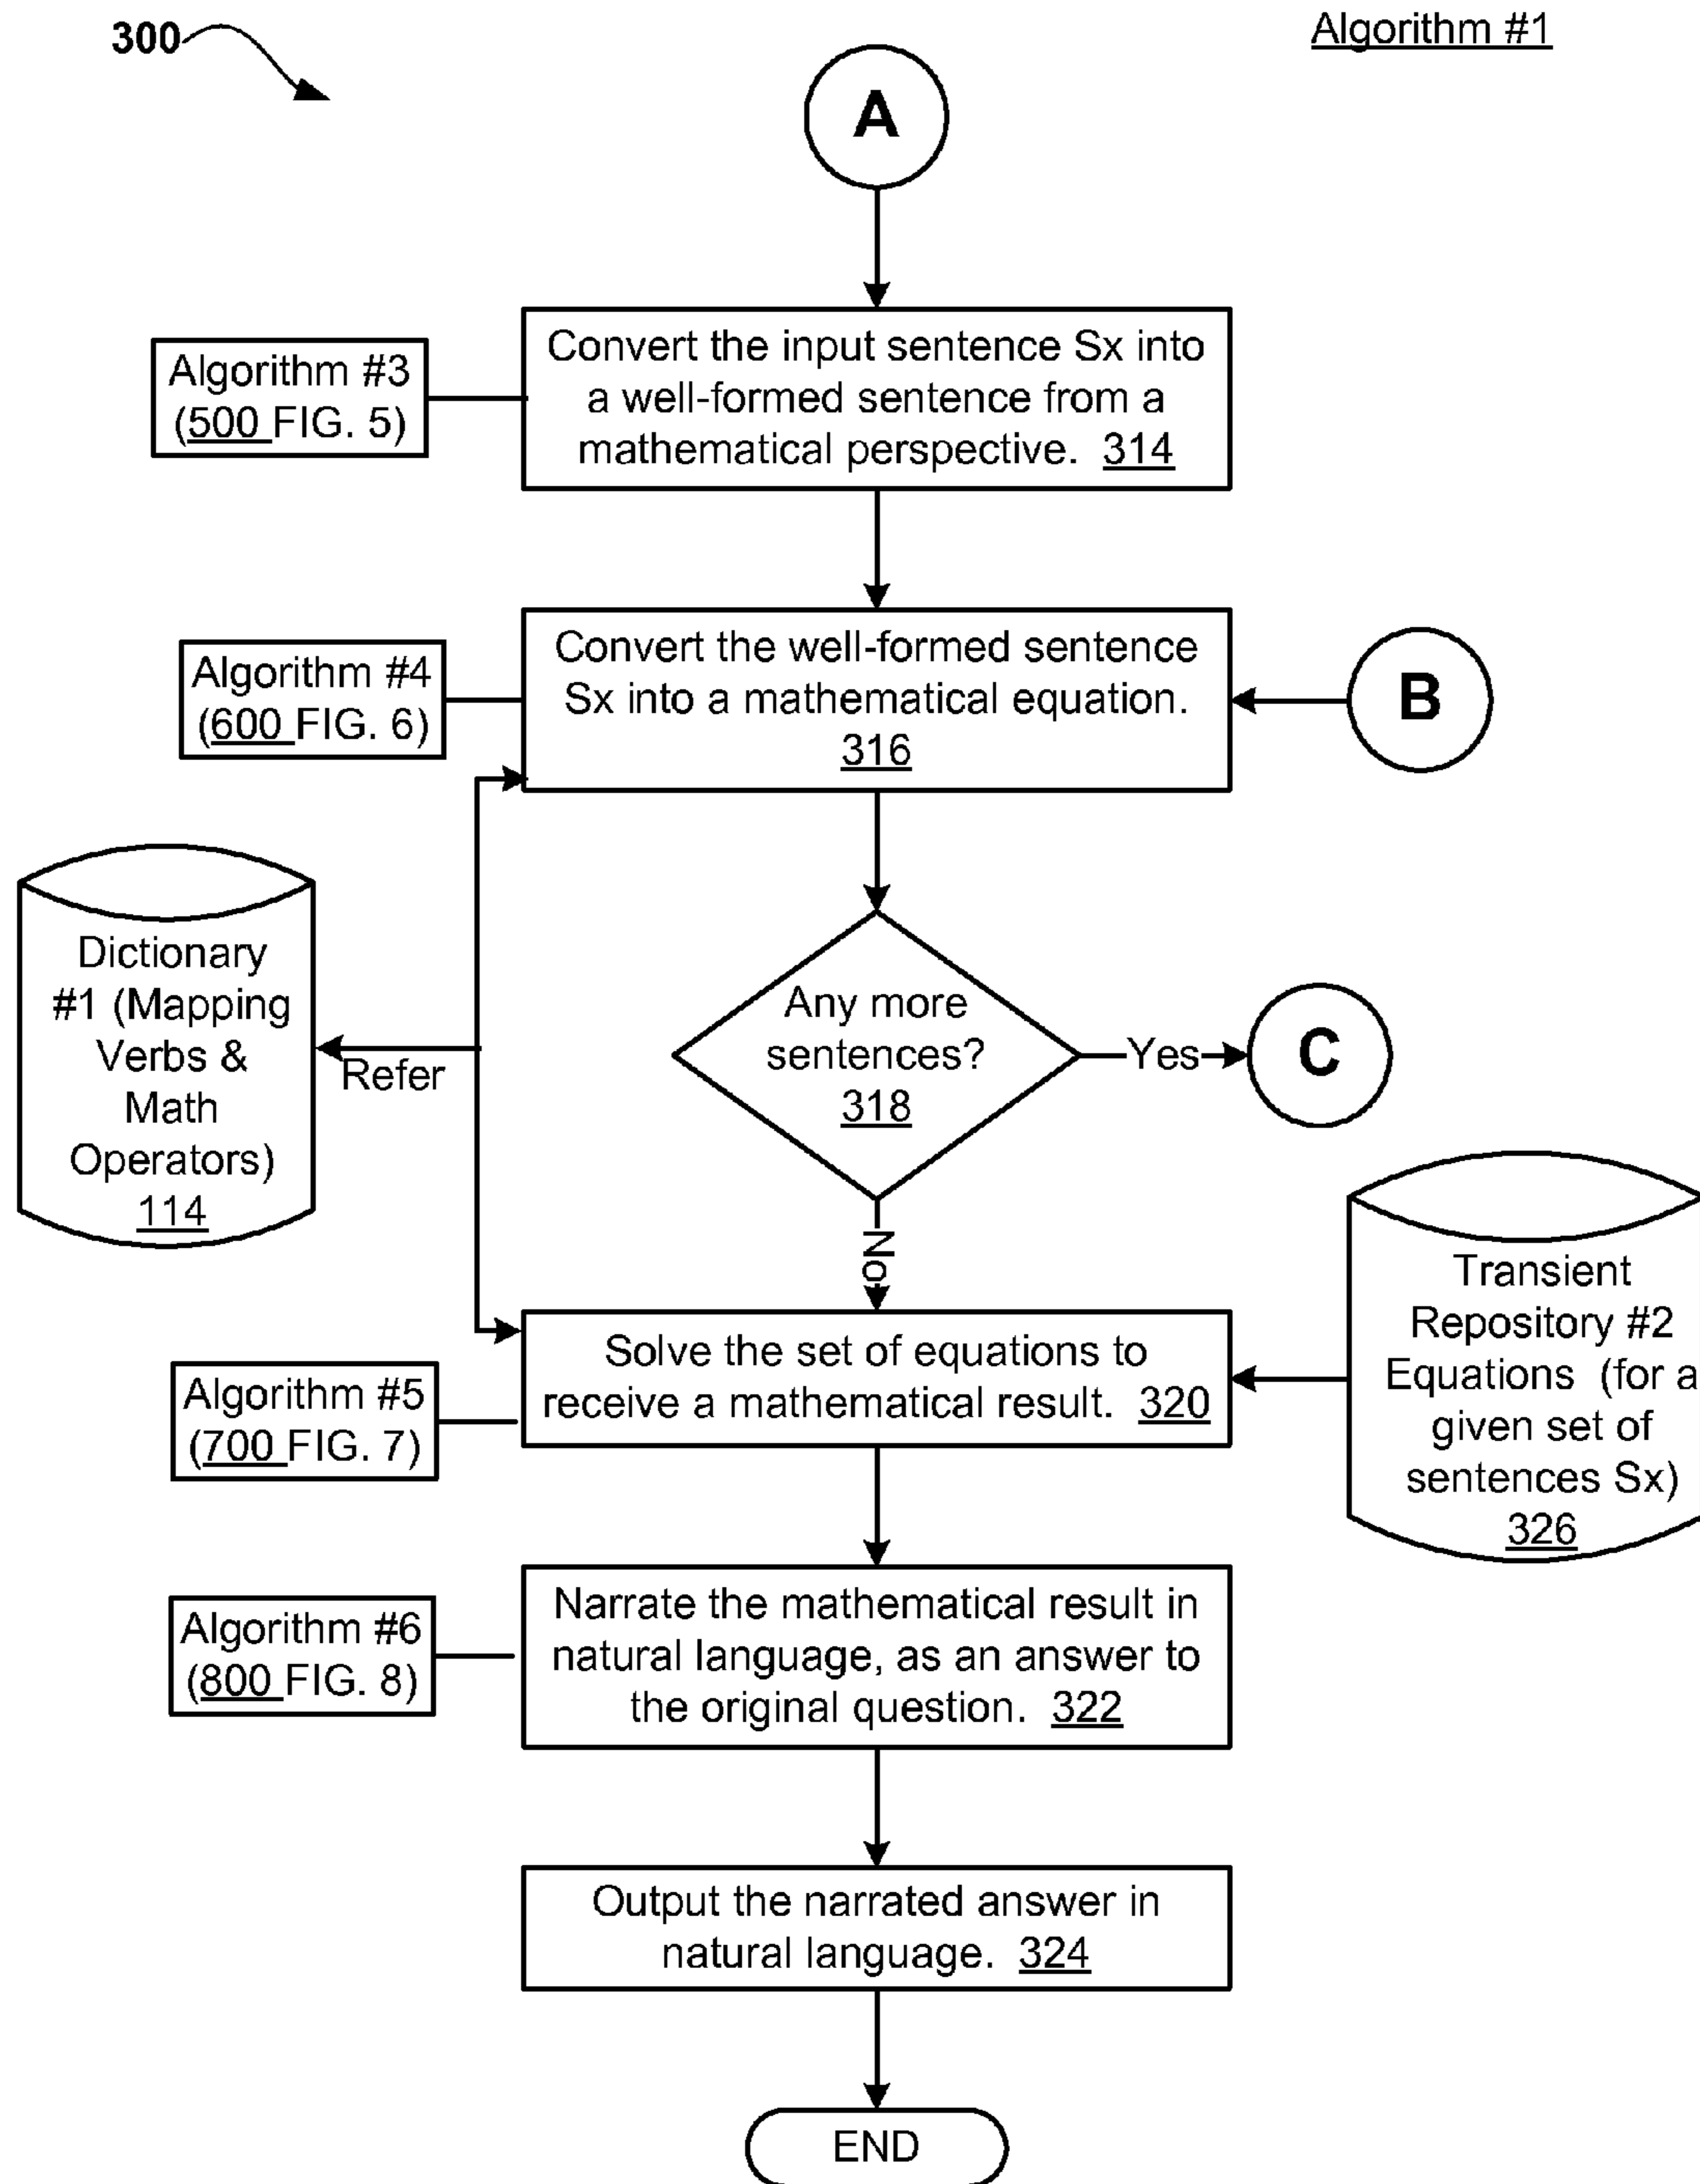 300
Algorithm #1
A
Convert the input sentence Sx into
a well-formed sentence from a
mathematical perspective. 314
Algorithm #3
(500 FIG. 5)
Convert the well-formed sentence
Sx into a mathematical equation.
316
Algorithm #4
(600 FIG. 6)
B
Dictionary
#1 (Mapping
Verbs &
Math
Operators)
114
Refer
Any more
sentences?
318
Yes
C
No
Transient
Repository #2
Equations (for a
given set of
sentences Sx)
326
Solve the set of equations to
receive a mathematical result. 320
Algorithm #5
(700 FIG. 7)
Narrate the mathematical result in
natural language, as an answer to
the original question. 322
Algorithm #6
(800 FIG. 8)
Output the narrated answer in
natural language. 324
END